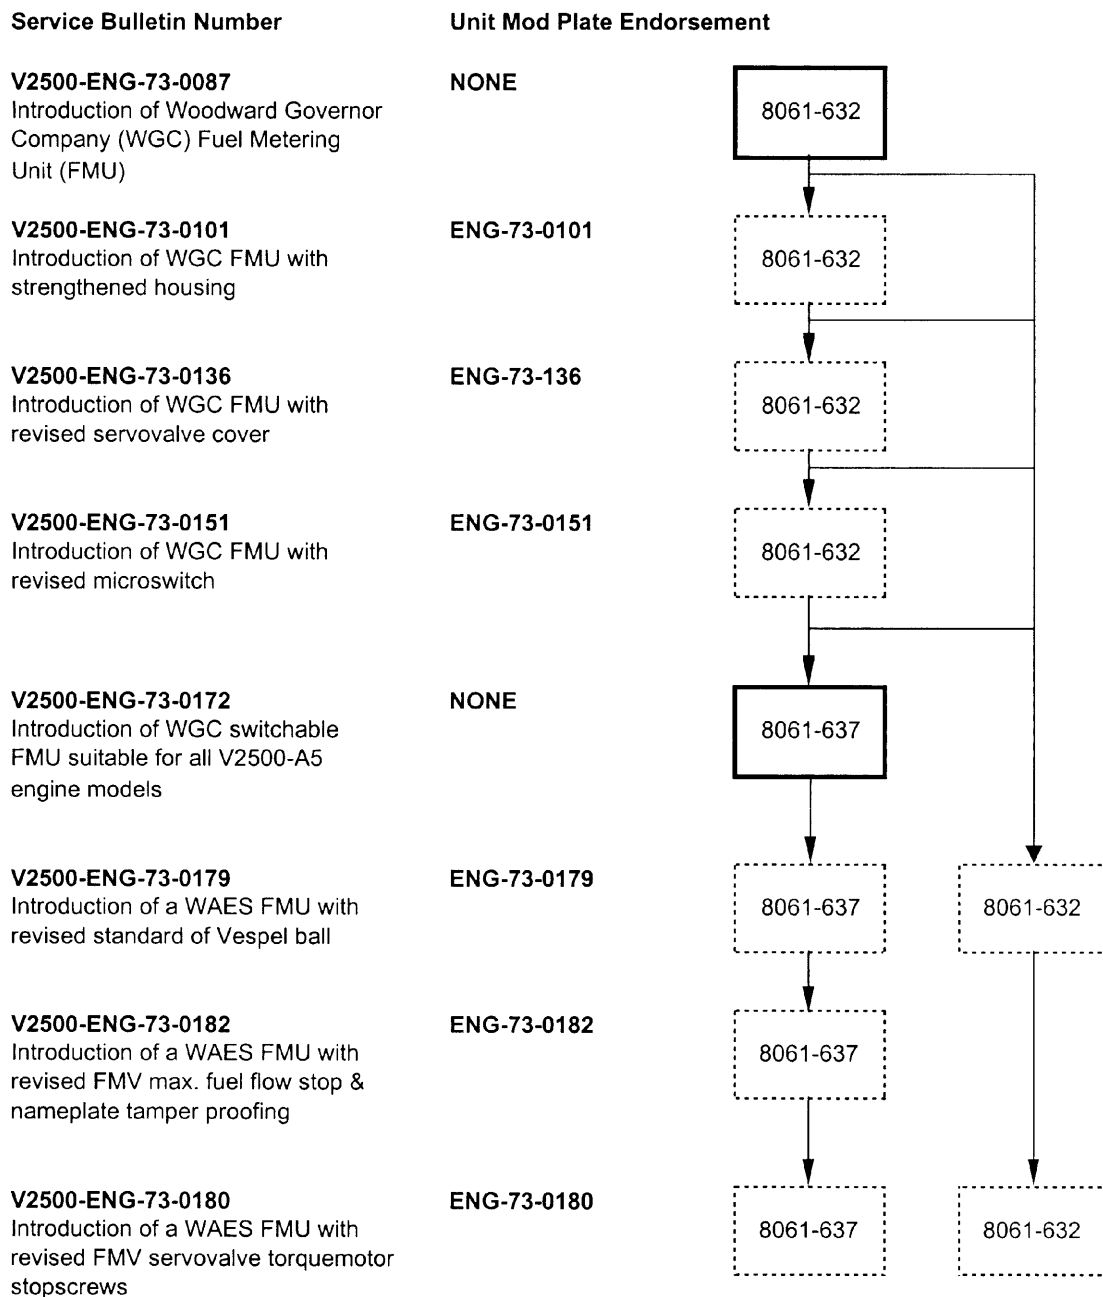 Service Bulletin Number Unit Mod Plate Endorsement
V2500-ENG-73-0087 NONE
Introduction of Woodward Governor
Company (WGC) Fuel Metering
Unit (FMU)
8061-632
V2500-ENG-73-0101 ENG-73-0101
Introduction of WGC FMU with
strengthened housing
8061-632
V2500-ENG-73-0136 ENG-73-136
Introduction of WGC FMU with
revised servovalve cover
8061-632
V2500-ENG-73-0151 ENG-73-0151
Introduction of WGC FMU with
revised microswitch
8061-632
V2500-ENG-73-0172 NONE
Introduction of WGC switchable
FMU suitable for all V2500-A5
engine models
8061-637
V2500-ENG-73-0179 ENG-73-0179
Introduction of a WAES FMU with
revised standard of Vespel ball
8061-637 8061-632
V2500-ENG-73-0182 ENG-73-0182
Introduction of a WAES FMU with
revised FMV max. fuel flow stop &
nameplate tamper proofing
8061-637
V2500-ENG-73-0180 ENG-73-0180
Introduction of a WAES FMU with
revised FMV servovalve torquemotor
stopscrews
8061-637 8061-632